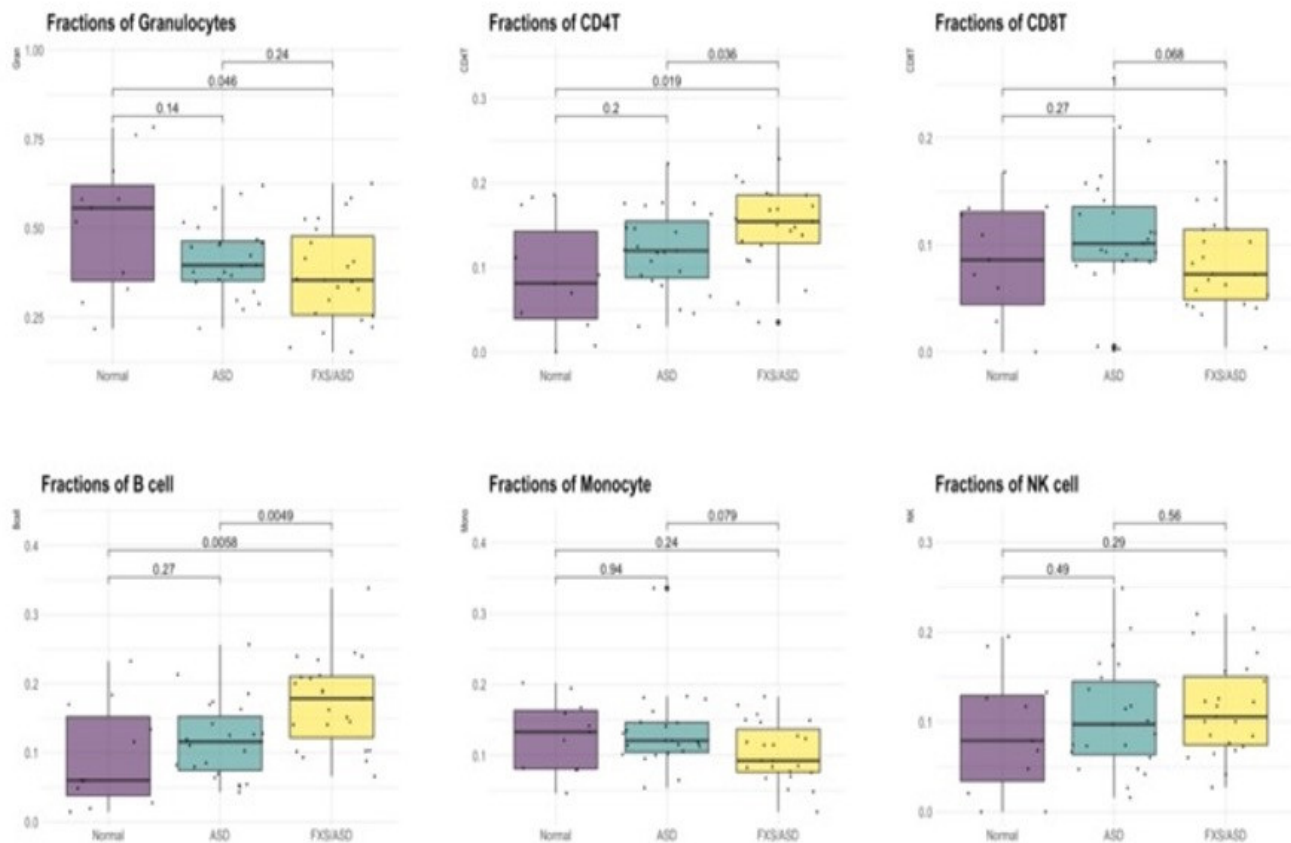 Fractions of Granulocytes
Gran
1.00
0.75
0.50
0.25
0.24
0.046
0.14
Normal ASD FXS/ASD
Fractions of CD4T
CD4T
0.3
0.2
0.1
0.0
0.036
0.019
0.2
Normal ASD FXS/ASD
Fractions of CD8T
CD8T
0.2
0.1
0.0
0.068
1
0.27
Normal ASD FXS/ASD
Fractions of B cell
Bcell
0.4
0.3
0.2
0.1
0.0
0.0049
0.0058
0.27
Normal ASD FXS/ASD
Fractions of Monocyte
Mono
0.4
0.3
0.2
0.1
0.079
0.24
0.94
Normal ASD FXS/ASD
Fractions of NK cell
NK
0.3
0.2
0.1
0.0
0.56
0.29
0.49
Normal ASD FXS/ASD